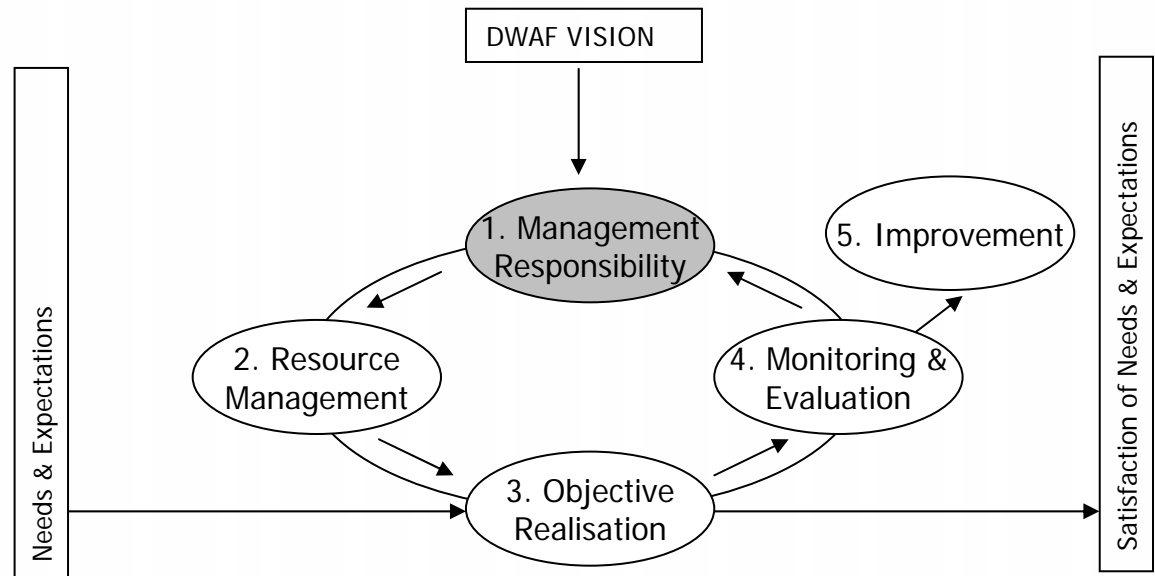 DWAF VISION
1. Management
Responsibility
5. Improvement
2. Resource
Management
4. Monitoring &
Evaluation
3. Objective
Realisation
Needs & Expectations
Satisfaction of Needs & Expectations